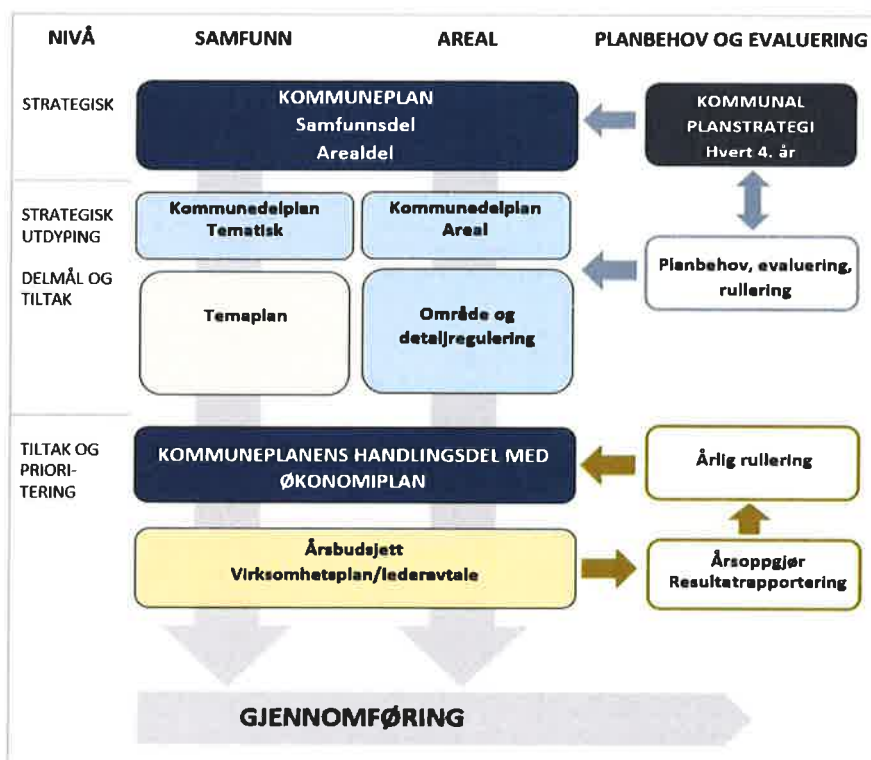 NIVÅ
SAMFUNN
AREAL
PLANBEHOV OG EVALUERING
STRATEGISK
KOMMUNEPLAN
Samfunnsdel
Arealdel
KOMMUNAL
PLANSTRATEGI
Hvert 4. år
STRATEGISK
UTDYPING
Kommunedelplan
Tematisk
Kommunedelplan
Areal
Planbehov, evaluering,
rullering
DELMÅL OG
TILTAK
Temaplan
Område og
detaljregulering
TILTAK OG
PRIORI-
TERING
KOMMUNEPLANENS HANDLINGSDEL MED
ØKONOMIPLAN
Årlig rullering
Årsbudsjett
Virksomhetsplan/lederavtale
Årsoppgjør
Resultatrapportering
GJENNOMFØRING